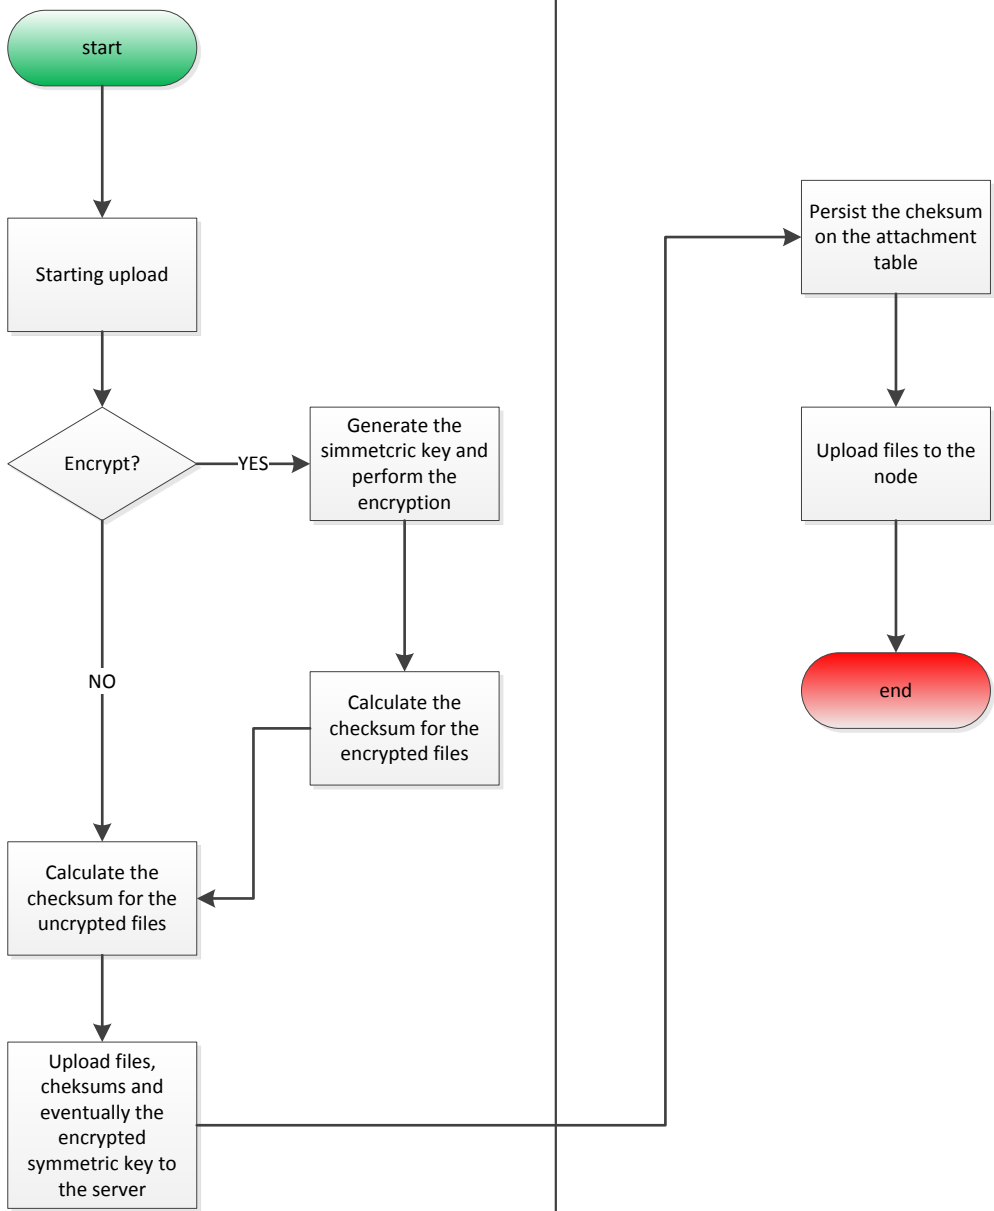 start
Starting upload
Encrypt?
YES
Generate the
simmetcric key and
perform the
encryption
NO
Calculate the
checksum for the
encrypted files
Calculate the
checksum for the
uncrypted files
Upload files,
cheksums and
eventually the
encrypted
symmetric key to
the server
Persist the cheksum
on the attachment
table
Upload files to the
node
end